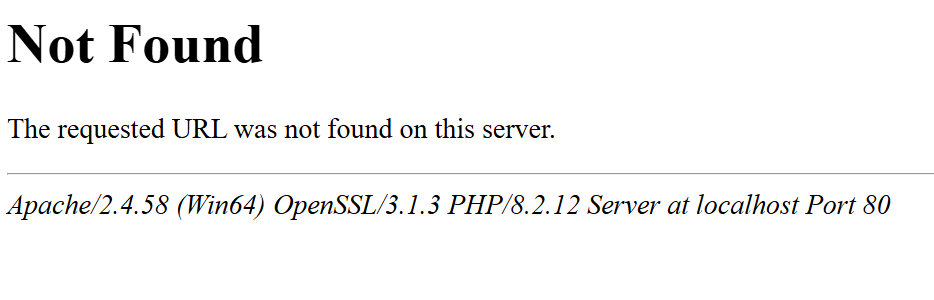 Not Found
The requested URL was not found on this server.
Apache/2.4.58 (Win64) OpenSSL/3.1.3 PHP/8.2.12 Server at localhost Port 80